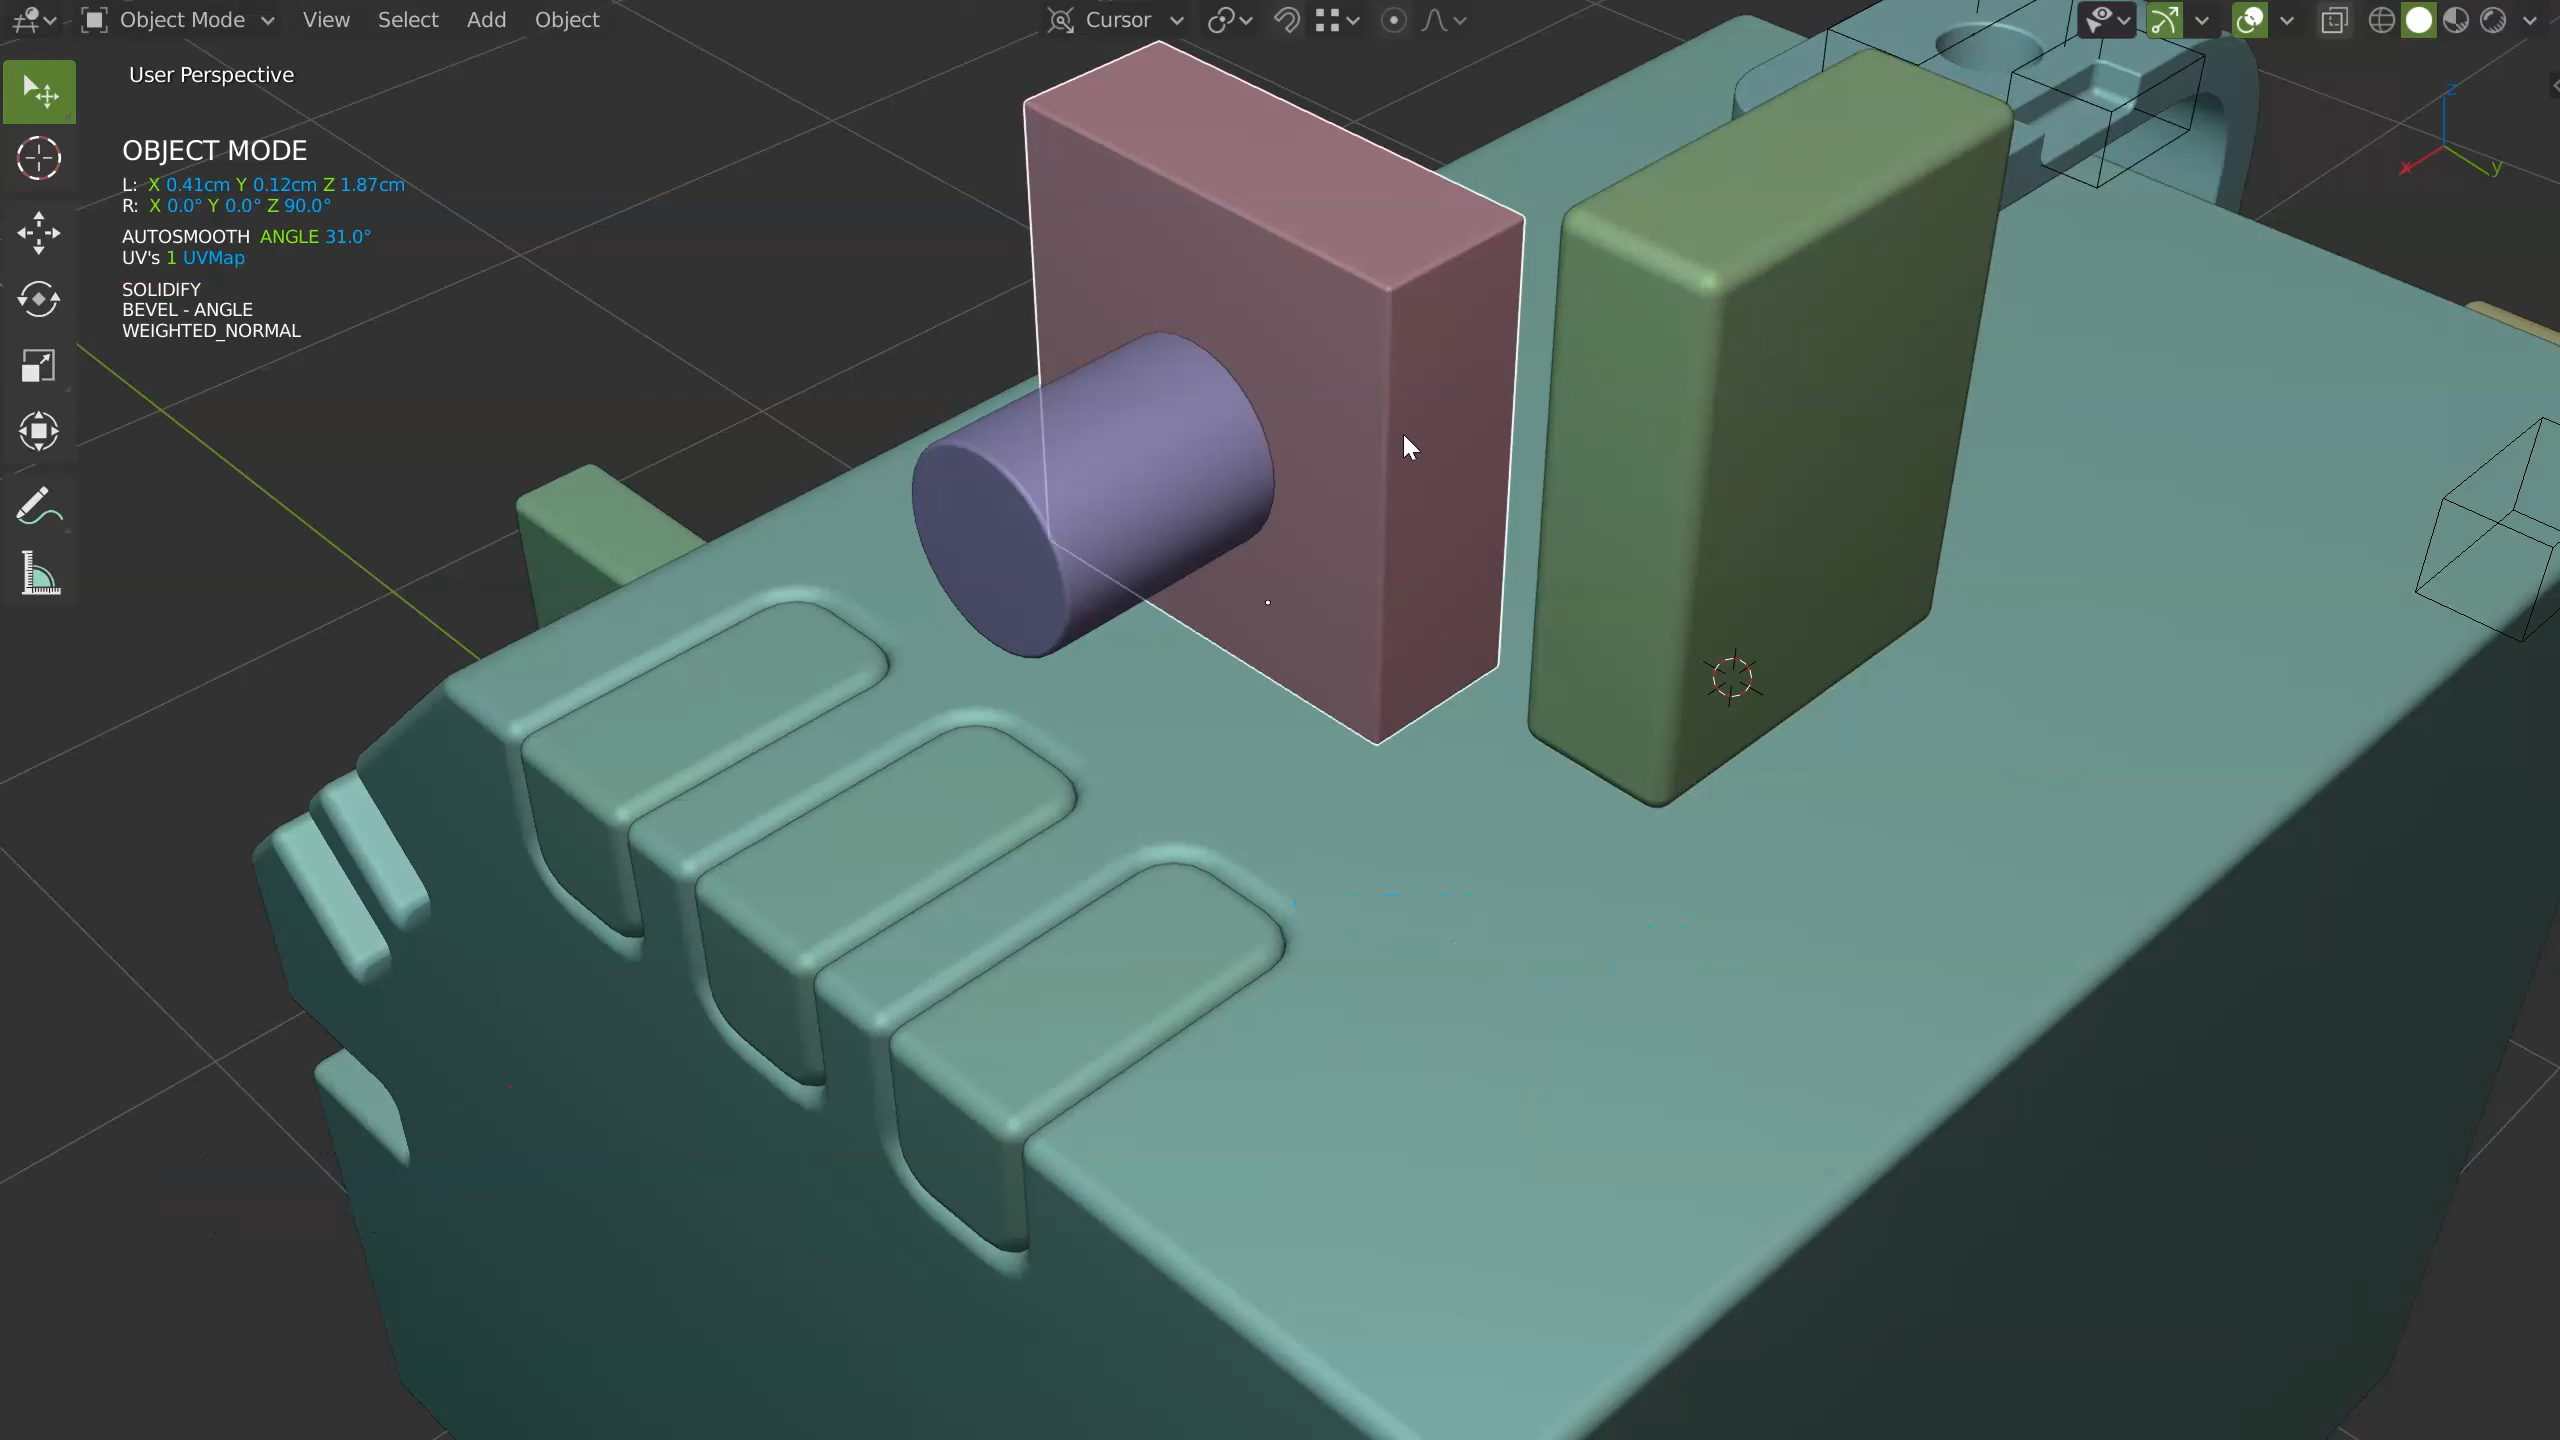 Object Mode View Select Add Object Cursor
User Perspective
OBJECT MODE
L: X 0.41cm Y 0.12cm Z 1.87cm
R: X 0.0° Y 0.0° Z 90.0°
AUTOSMOOTH ANGLE 31.0°
UV's 1 UVMap
SOLIDIFY
BEVEL - ANGLE
WEIGHTED_NORMAL
z
x
y